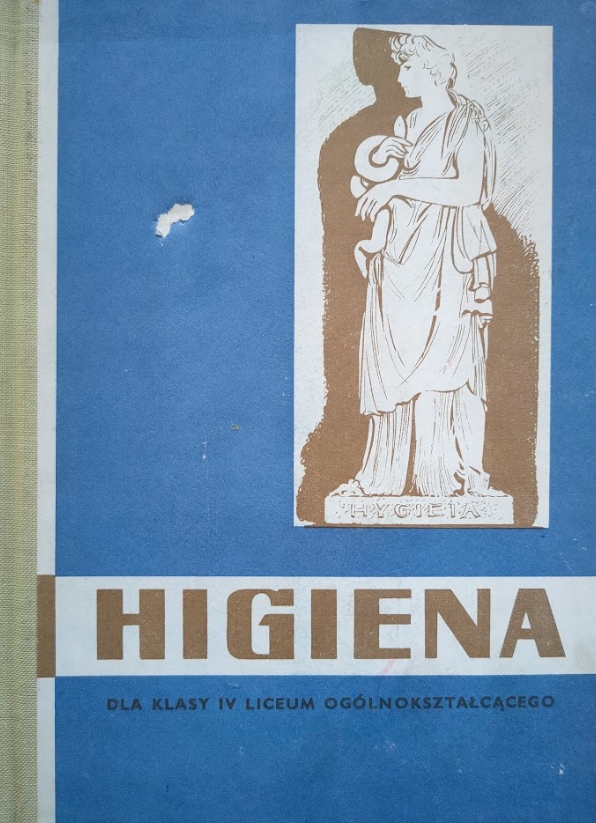 HYGIEIA
HIGIENA
DLA KLASY IV LICEUM OGÓLNOKSZTAŁCĄCEGO